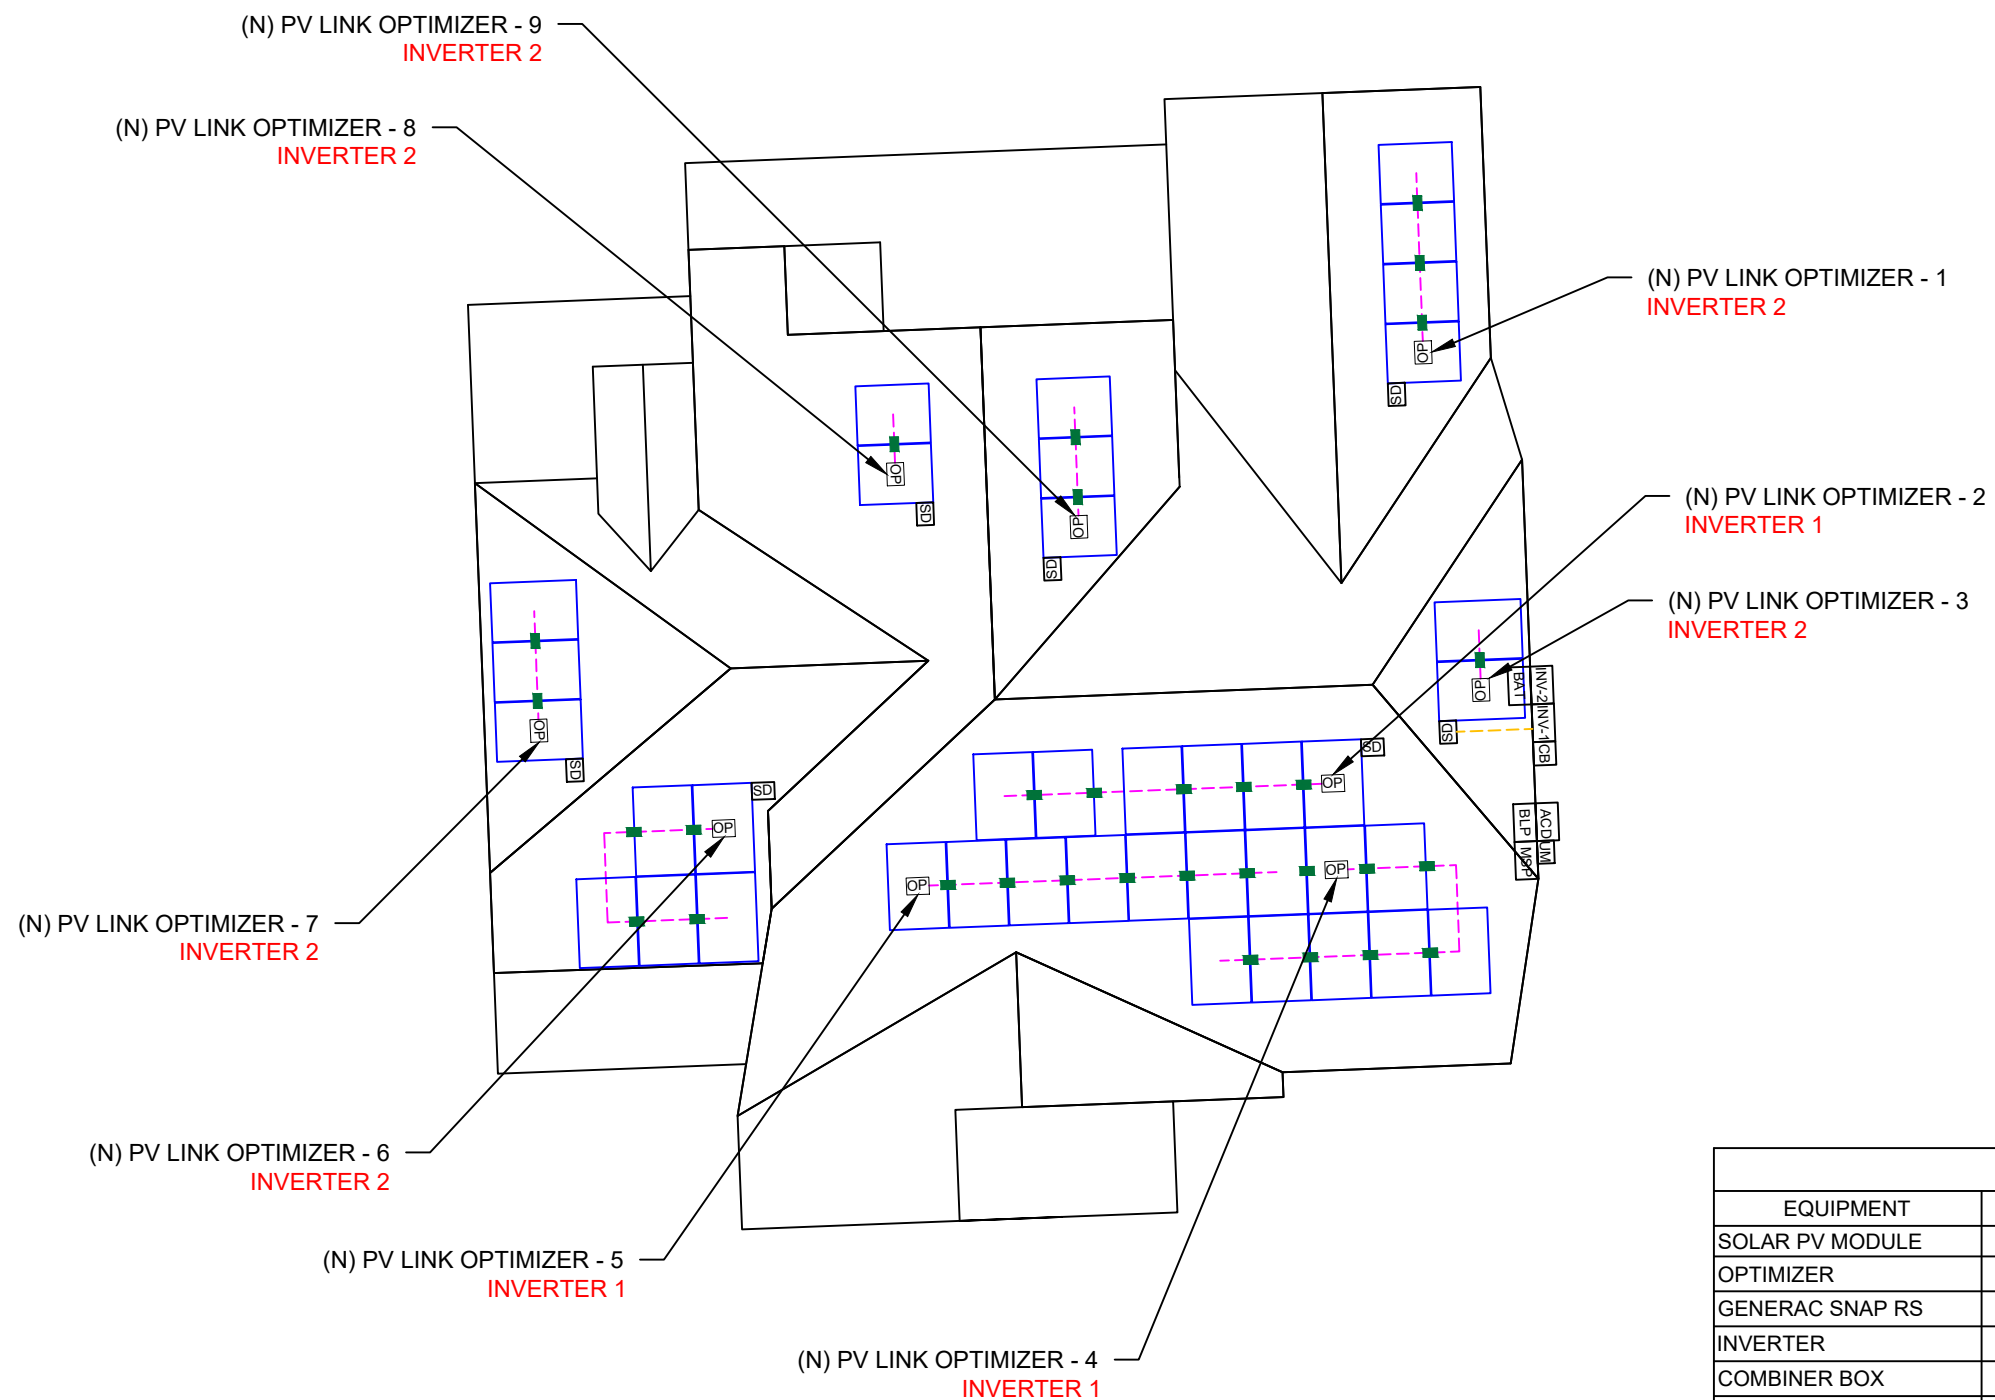 (N) PV LINK OPTIMIZER - 9
INVERTER 2
(N) PV LINK OPTIMIZER - 8
INVERTER 2
(N) PV LINK OPTIMIZER - 1
INVERTER 2
OP
SD
OP
SD
OP
SD
(N) PV LINK OPTIMIZER - 2
INVERTER 1
(N) PV LINK OPTIMIZER - 3
INVERTER 2
OP
SD
BAT
INV-2
INV-1
CB
OP
SD
SD
OP
SD
OP
ACD
UM
BLP
MSP
OP
OP
(N) PV LINK OPTIMIZER - 7
INVERTER 2
(N) PV LINK OPTIMIZER - 6
INVERTER 2
(N) PV LINK OPTIMIZER - 5
INVERTER 1
(N) PV LINK OPTIMIZER - 4
INVERTER 1
EQUIPMENT
SOLAR PV MODULE
OPTIMIZER
GENERAC SNAP RS
INVERTER
COMBINER BOX